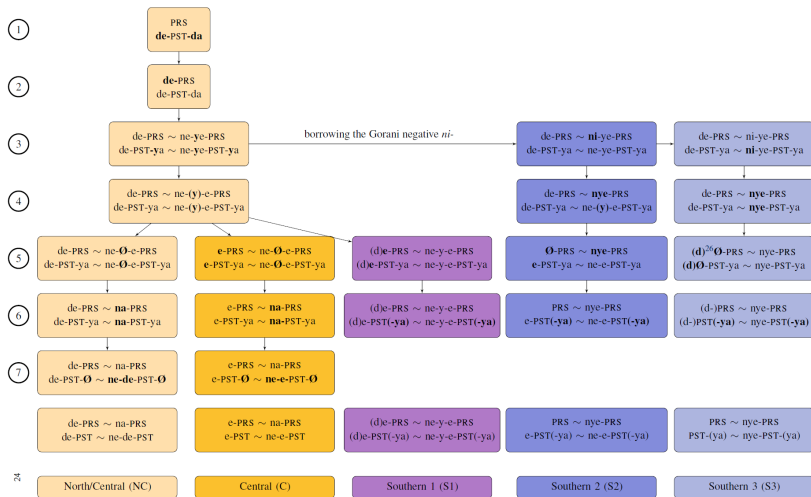 1
PRS
de-PST-da
2
de-PRS
de-PST-da
3
de-PRS ~ ne-ye-PRS
de-PST-ya ~ ne-ye-PST-ya
borrowing the Gorani negative ni-
de-PRS ~ ni-ye-PRS
de-PST-ya ~ ne-ye-PST-ya
de-PRS ~ ni-ye-PRS
de-PST-ya ~ ni-ye-PST-ya
4
de-PRS ~ ne-(y)-e-PRS
de-PST-ya ~ ne-(y)-e-PST-ya
de-PRS ~ nye-PRS
de-PST-ya ~ ne-(y)-e-PST-ya
de-PRS ~ nye-PRS
de-PST-ya ~ nye-PST-ya
5
de-PRS ~ ne-Ø-e-PRS
de-PST-ya ~ ne-Ø-e-PST-ya
e-PRS ~ ne-Ø-e-PRS
e-PST-ya ~ ne-Ø-e-PST-ya
(d)e-PRS ~ ne-y-e-PRS
(d)e-PST-ya ~ ne-y-e-PST-ya
Ø-PRS ~ nye-PRS
e-PST-ya ~ ne-e-PST-ya
(d)²⁶Ø-PRS ~ nye-PRS
(d)Ø-PST-ya ~ nye-PST-ya
6
de-PRS ~ na-PRS
de-PST-ya ~ na-PST-ya
e-PRS ~ na-PRS
e-PST-ya ~ na-PST-ya
(d)e-PRS ~ ne-y-e-PRS
(d)e-PST(-ya) ~ ne-y-e-PST(-ya)
PRS ~ nye-PRS
e-PST(-ya) ~ ne-e-PST(-ya)
(d-)PRS ~ nye-PRS
(d-)PST(-ya) ~ nye-PST(-ya)
7
de-PRS ~ na-PRS
de-PST-Ø ~ ne-de-PST-Ø
e-PRS ~ na-PRS
e-PST-Ø ~ ne-e-PST-Ø
de-PRS ~ na-PRS
de-PST ~ ne-de-PST
e-PRS ~ na-PRS
e-PST ~ ne-e-PST
(d)e-PRS ~ ne-y-e-PRS
(d)e-PST(-ya) ~ ne-y-e-PST(-ya)
PRS ~ nye-PRS
e-PST(-ya) ~ ne-e-PST(-ya)
PRS ~ nye-PRS
PST-(ya) ~ nye-PST-(ya)
24
North/Central (NC)
Central (C)
Southern 1 (S1)
Southern 2 (S2)
Southern 3 (S3)